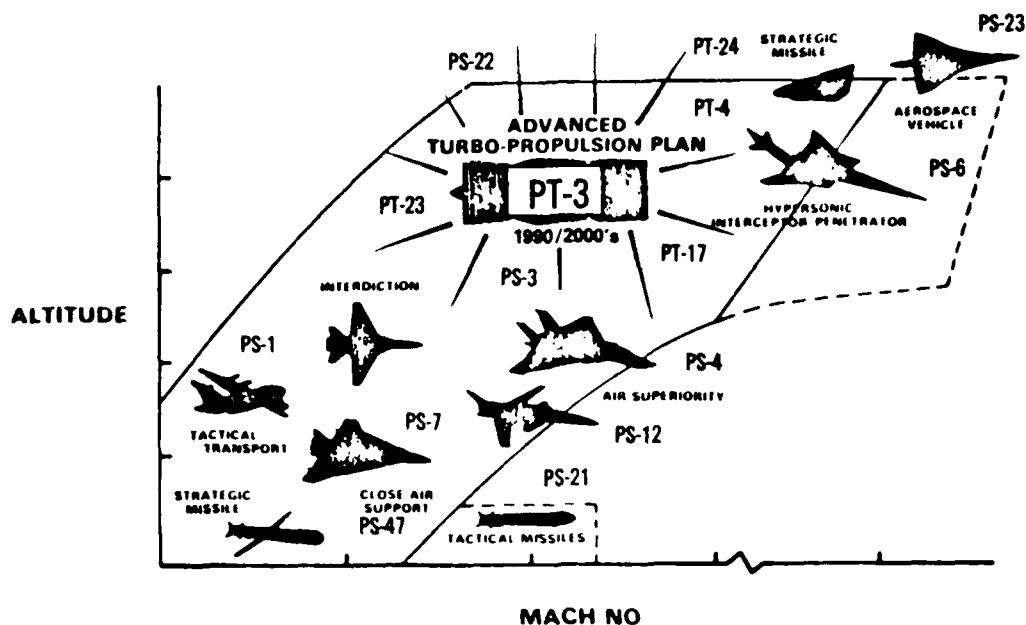 PS-23
PS-22
PT-24
STRATEGIC
MISSILE
PT-4
AEROSPACE
VEHICLE
ADVANCED
TURBO-PROPULSION PLAN
PS-6
PT-3
PT-23
HYPERSONIC
INTERCEPTOR PENETRATOR
1990/2000's
PT-17
PS-3
INTERDICTION
ALTITUDE
PS-1
PS-4
AIR SUPERIORITY
PS-7
PS-12
TACTICAL
TRANSPORT
PS-21
STRATEGIC
MISSILE
CLOSE AIR
SUPPORT
PS-47
TACTICAL MISSILES
MACH NO